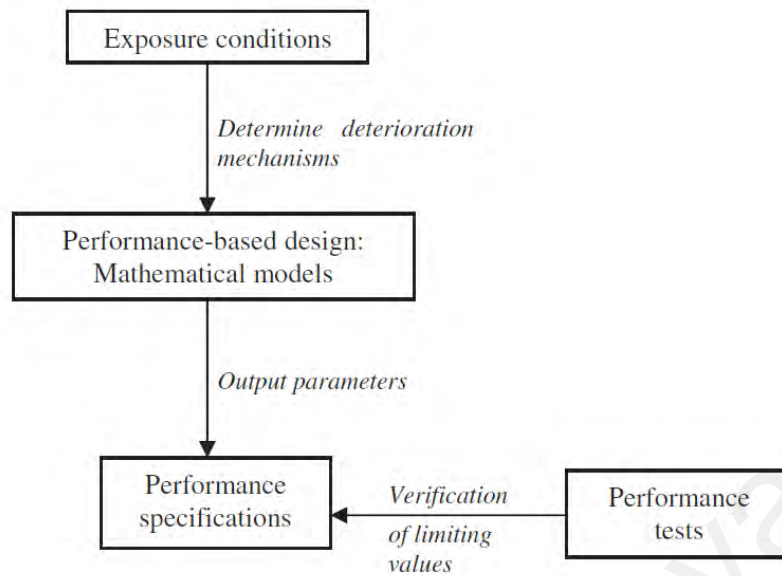 Exposure conditions
Determine deterioration
mechanisms
Performance-based design:
Mathematical models
Output parameters
Performance
specifications
Verification
of limiting
values
Performance
tests